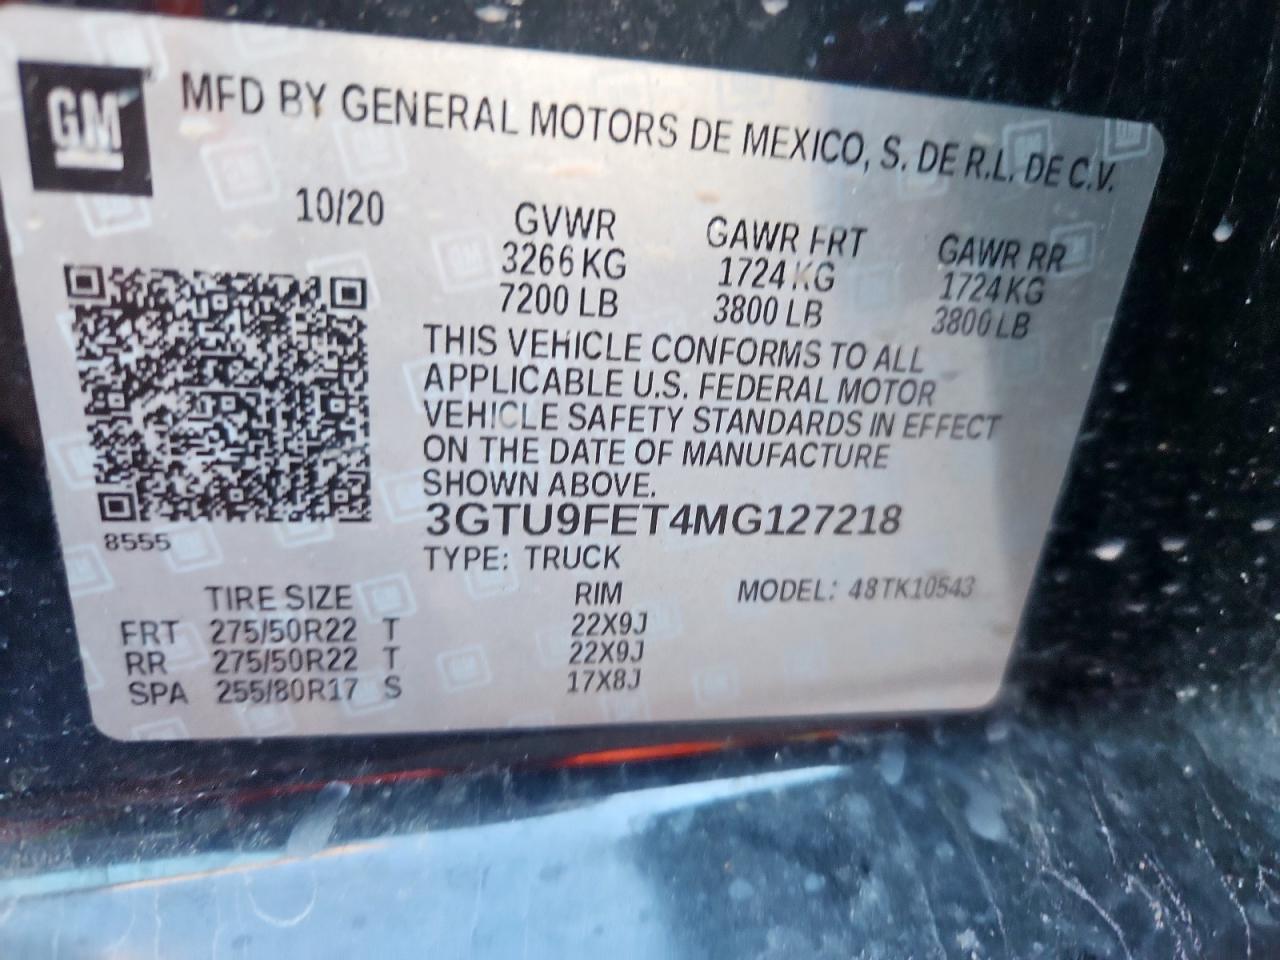 GM
MFD BY GENERAL MOTORS DE MEXICO, S. DE R.L. DE C.V.
10/20
GVWR GAWR FRT GAWR RR
3266 KG 1724 KG 1724 KG
7200 LB 3800 LB 3800 LB
THIS VEHICLE CONFORMS TO ALL
APPLICABLE U.S. FEDERAL MOTOR
VEHICLE SAFETY STANDARDS IN EFFECT
ON THE DATE OF MANUFACTURE
SHOWN ABOVE.
3GTU9FET4MG127218
8555
TYPE: TRUCK
TIRE SIZE RIM MODEL: 48TK10543
FRT 275/50R22 T 22X9J
RR 275/50R22 T 22X9J
SPA 255/80R17 S 17X8J